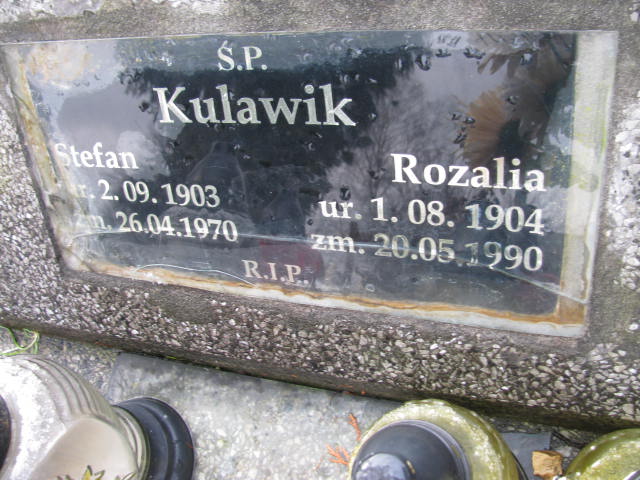 Ś.P.
Kulawik
Stefan
ur. 2.09.1903
zm. 26.04.1970
Rozalia
ur. 1.08.1904
zm. 20.05.1990
R.I.P.